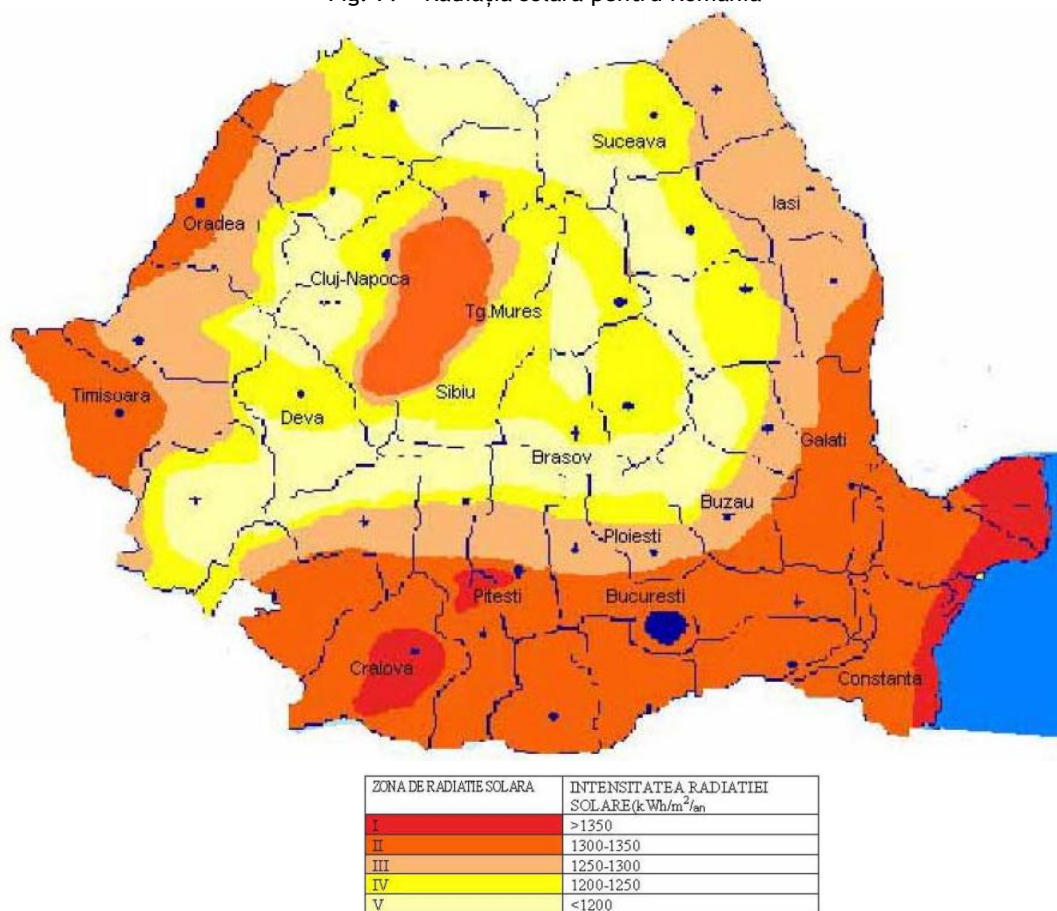 Suceava
Iasi
Oradea
Cluj-Napoca
Tg.Mures
Timisoara
Sibiu
Deva
Galati
Brasov
Buzau
Ploiesti
Pitesti
Bucuresti
Craiova
Constanta
ZONA DE RADIATIE SOLARA
INTENSITATEA RADIATIEI
SOLARE(kWh/m²/an
I >1350
II 1300-1350
III 1250-1300
IV 1200-1250
V <1200